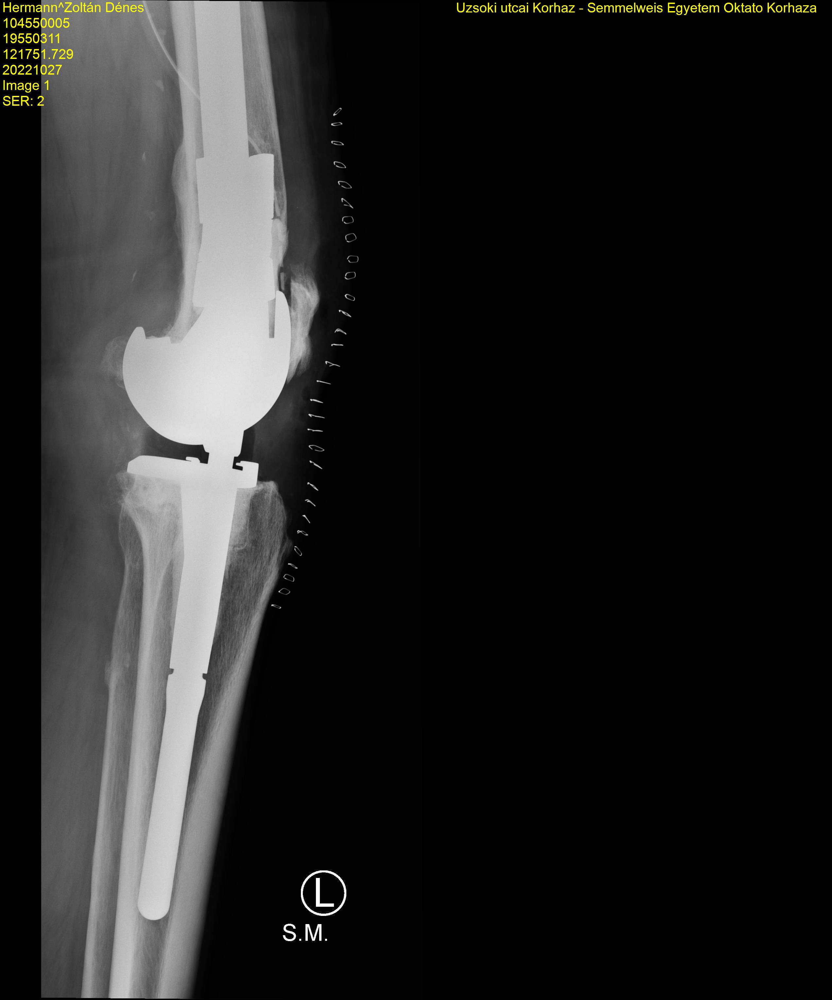 Hermann^Zoltán Dénes
104550005
19550311
121751.729
20221027
Image 1
SER: 2
Uzsoki utcai Korhaz - Semmelweis Egyetem Oktato Korhaza
L
S.M.